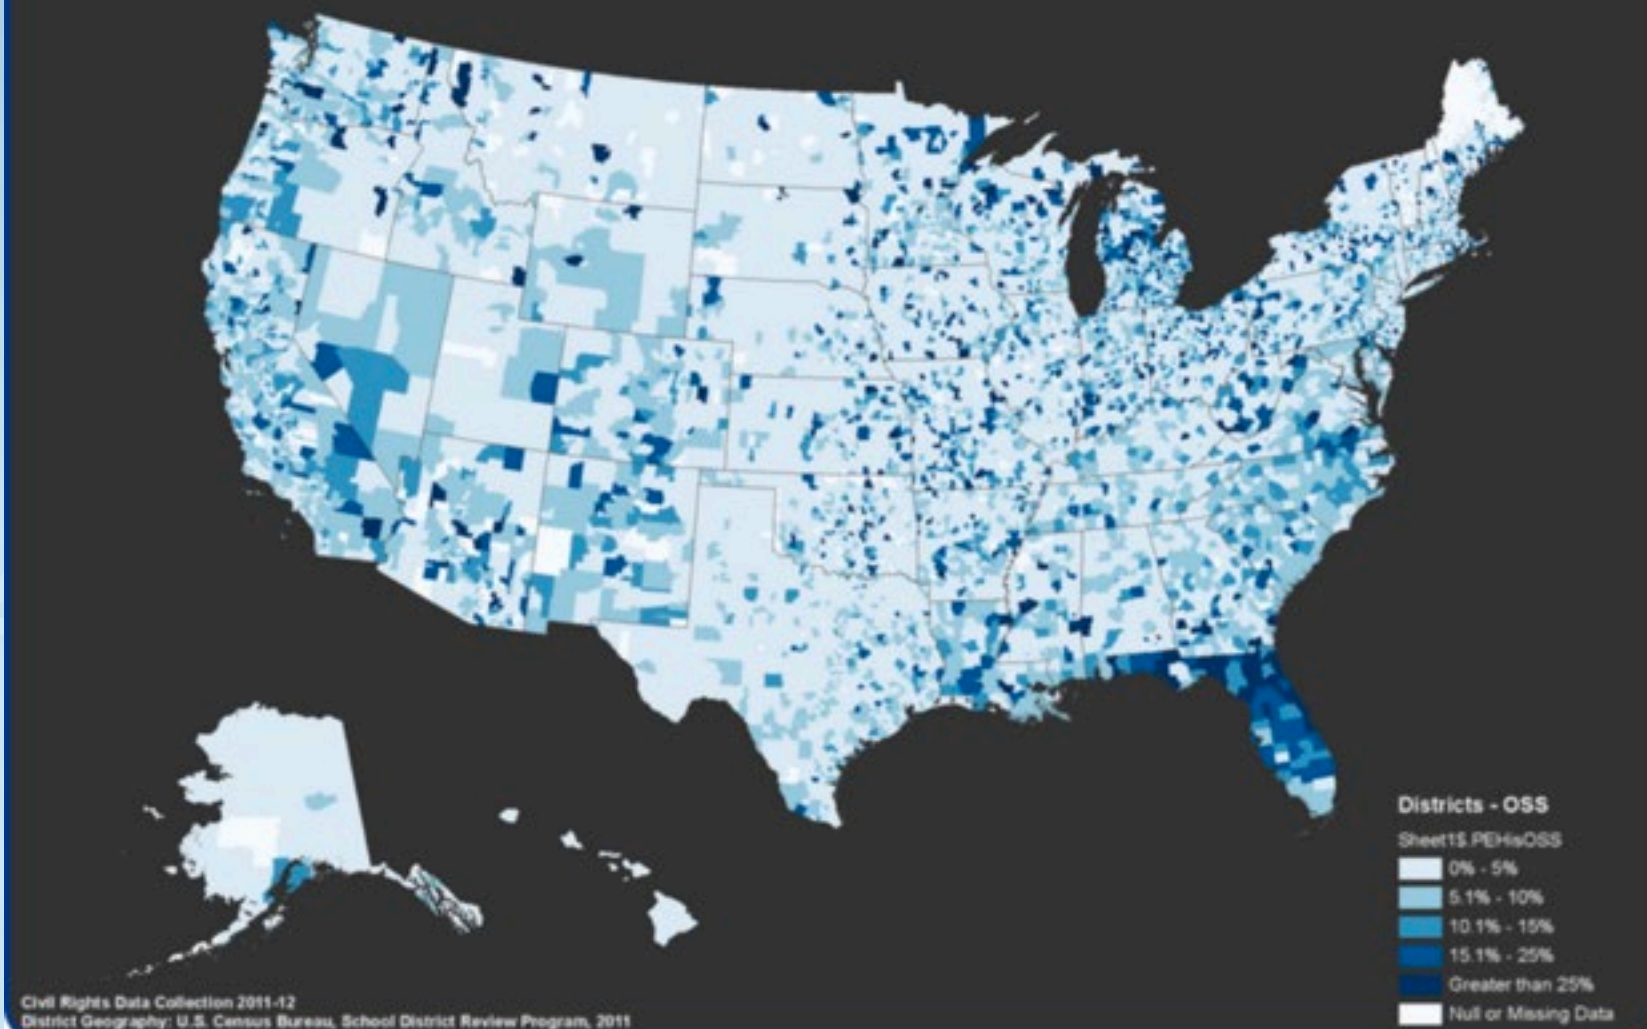 Districts - OSS
Sheet1$.PEHisOSS
0% - 5%
5.1% - 10%
10.1% - 15%
15.1% - 25%
Greater than 25%
Null or Missing Data
Civil Rights Data Collection 2011-12
District Geography: U.S. Census Bureau, School District Review Program, 2011